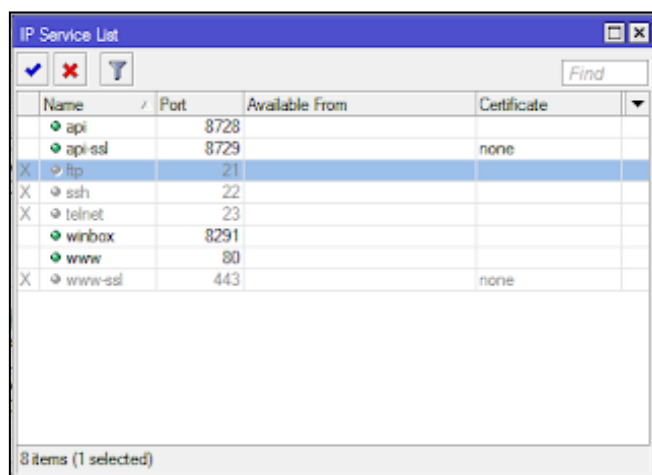 IP Service List
Find
Name / Port Available From Certificate
api 8728
api-ssl 8729 none
X ftp 21
X ssh 22
X telnet 23
winbox 8291
www 80
X www-ssl 443 none
8 items (1 selected)